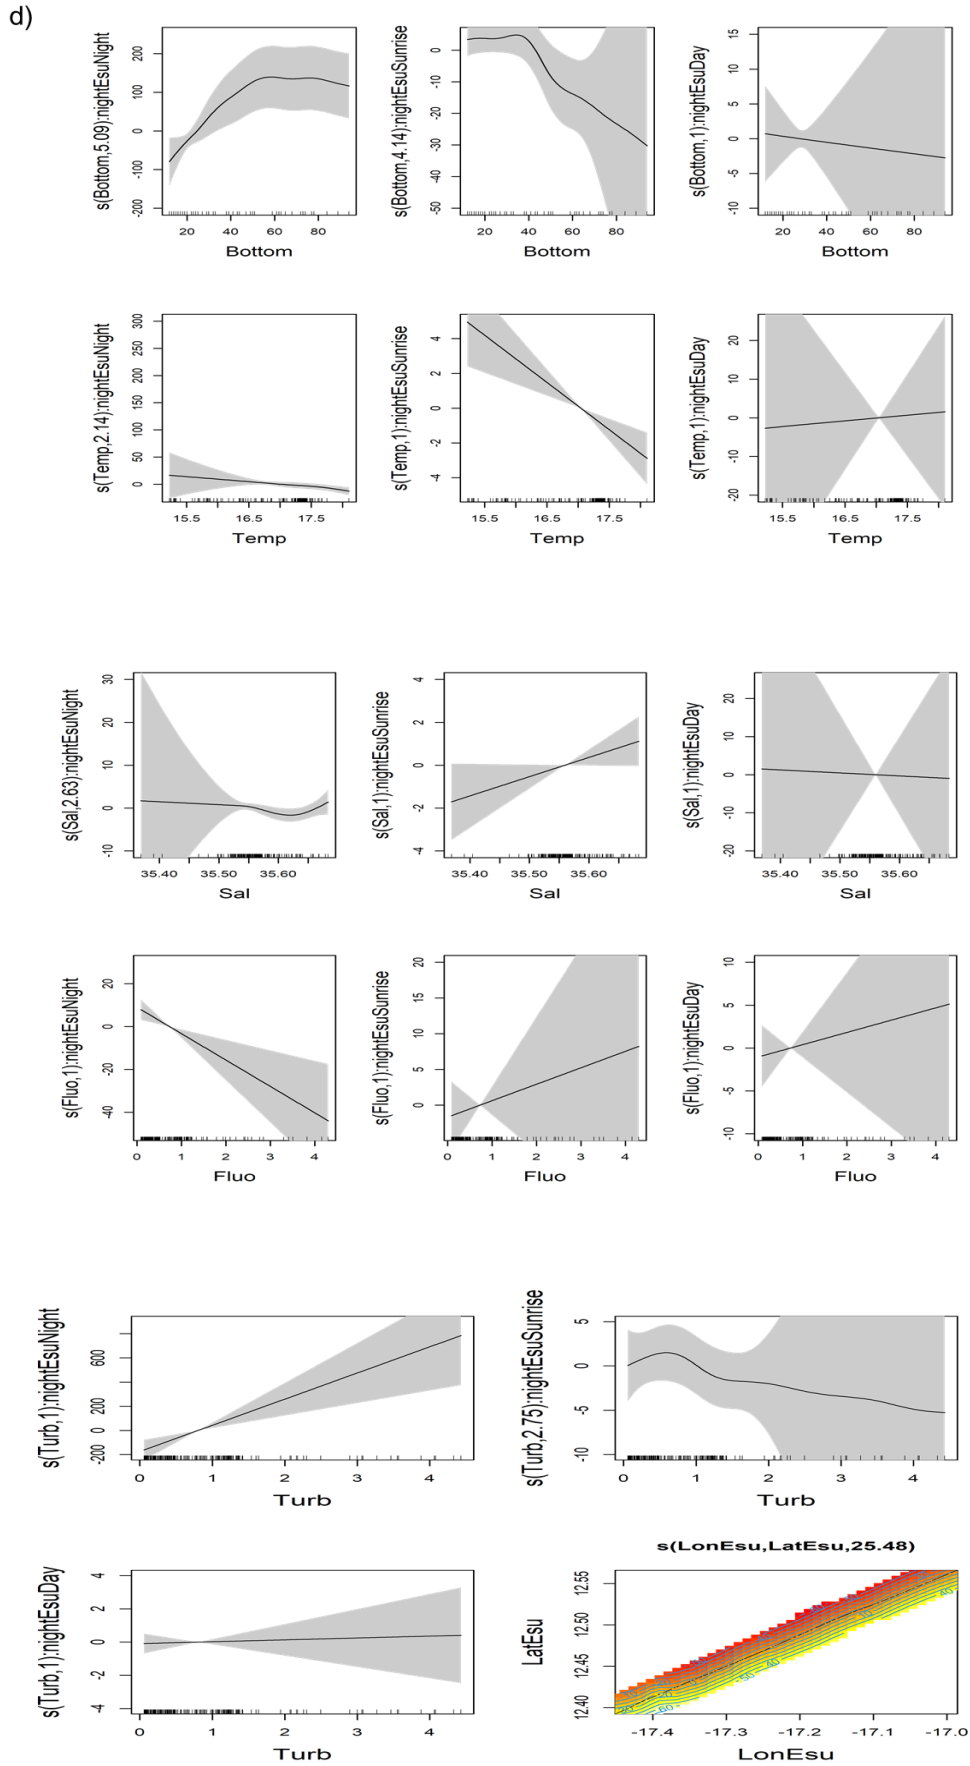 d)
s(Bottom,5.09):nightEsuNight
200
100
0
-100
-200
20 40 60 80
Bottom
s(Bottom,4.14):nightEsuSunrise
0
-10
-20
-30
-50
20 40 60 80
Bottom
s(Bottom,1):nightEsuDay
15
10
5
0
-5
-10
20 40 60 80
Bottom
s(Temp,2.14):nightEsuNight
300
250
200
150
100
50
0
15.5 16.5 17.5
Temp
s(Temp,1):nightEsuSunrise
4
2
0
-2
4
15.5 16.5 17.5
Temp
s(Temp,1):nightEsuDay
20
10
0
-10
-20
15.5 16.5 17.5
Temp
s(Sal,2.63):nightEsuNight
30
20
10
0
-10
35.40 35.50 35.60
Sal
s(Sal,1):nightEsuSunrise
4
2
0
-2
-4
35.40 35.50 35.60
Sal
s(Sal,1):nightEsuDay
20
10
0
-10
-20
35.40 35.50 35.60
Sal
s(Fluo,1):nightEsuNight
20
0
-20
40
0 1 2 3 4
Fluo
s(Fluo,1):nightEsuSunrise
20
15
10
5
0
0 1 2 3 4
Fluo
s(Fluo,1):nightEsuDay
10
5
0
-5
-10
0 1 2 3 4
Fluo
s(Turb,1):nightEsuNight
600
200
0
-200
0 1 2 3 4
Turb
s(Turb,2.75):nightEsuSunrise
5
0
-5
-10
0 1 2 3 4
Turb
s(Turb,1):nightEsuDay
4
2
0
-2
-4
0 1 2 3 4
Turb
s(LonEsu,LatEsu,25.48)
LatEsu
12.55
12.50
12.45
12.40
-17.4 -17.3 -17.2 -17.1 -17.0
LonEsu